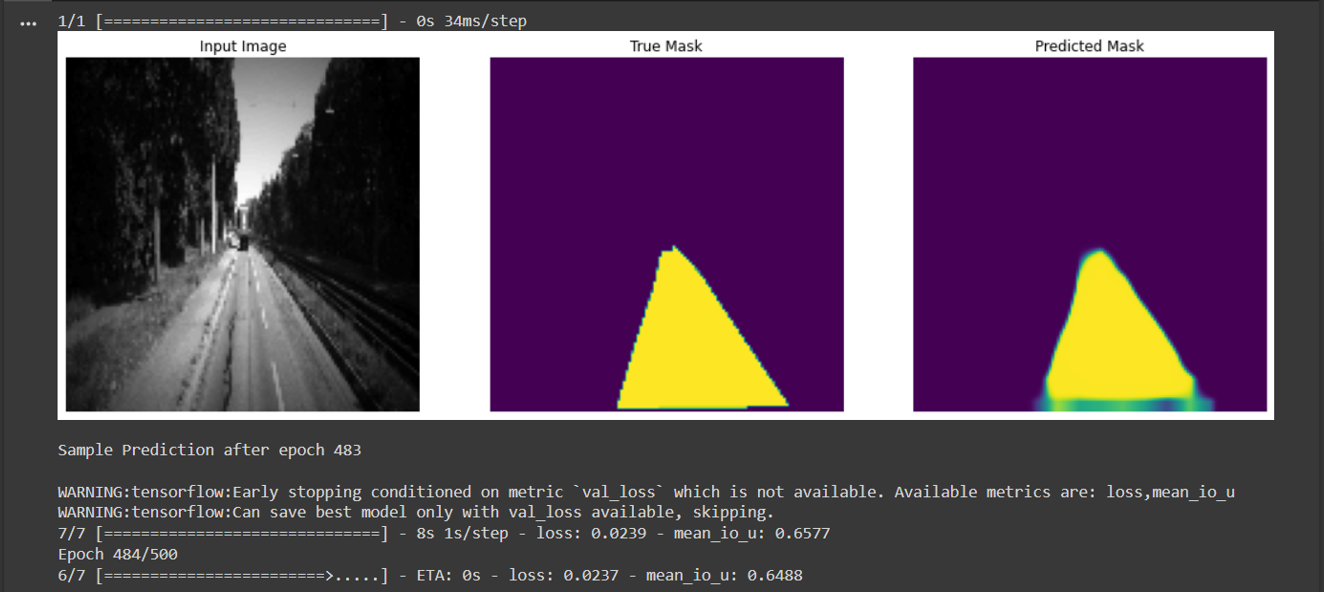 1/1 [==============================] - 0s 34ms/step
Input Image True Mask Predicted Mask
Sample Prediction after epoch 483
WARNING:tensorflow:Early stopping conditioned on metric `val_loss` which is not available. Available metrics are: loss,mean_io_u
WARNING:tensorflow:Can save best model only with val_loss available, skipping.
7/7 [==============================] - 8s 1s/step - loss: 0.0239 - mean_io_u: 0.6577
Epoch 484/500
6/7 [========================>.....] - ETA: 0s - loss: 0.0237 - mean_io_u: 0.6488